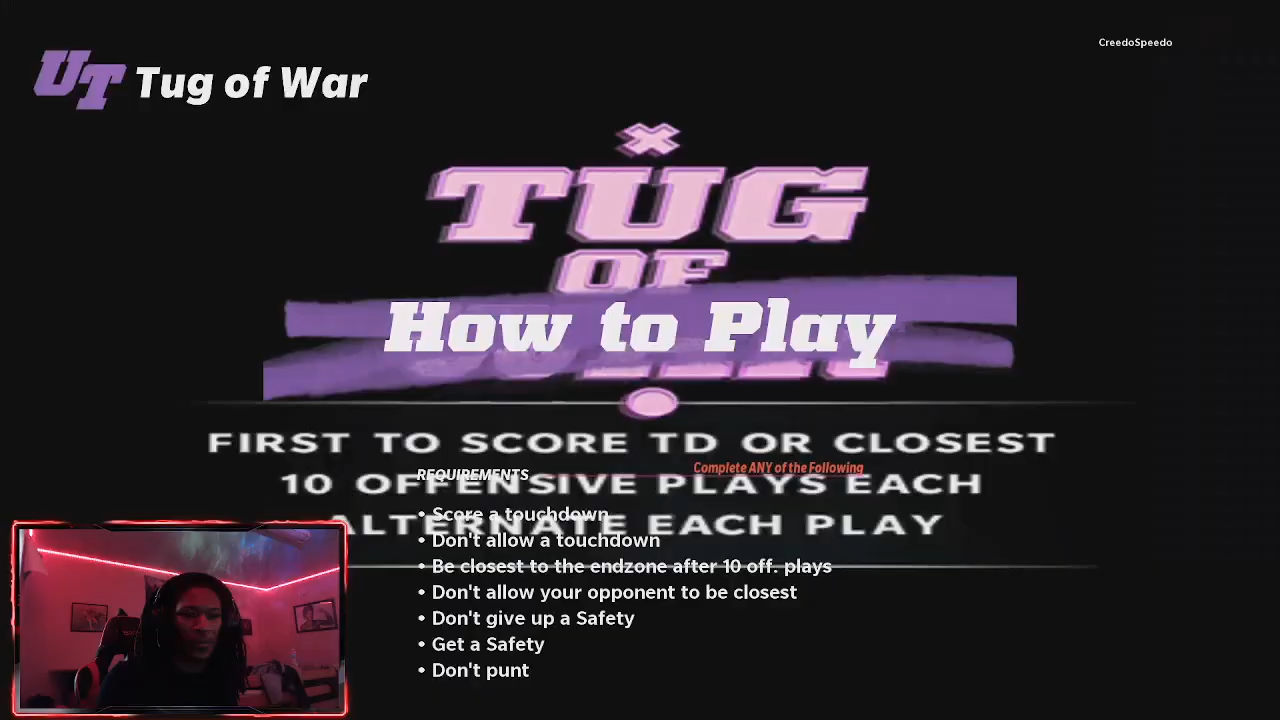 CreedoSpeedo
UT Tug of War
TUG
OF
How to Play
FIRST TO SCORE TD OR CLOSEST
REQUIREMENTS
Complete ANY of the Following
10 OFFENSIVE PLAYS EACH
• Score a touchdown
ALTERNATE EACH PLAY
• Don't allow a touchdown
• Be closest to the endzone after 10 off. plays
• Don't allow your opponent to be closest
• Don't give up a Safety
• Get a Safety
• Don't punt